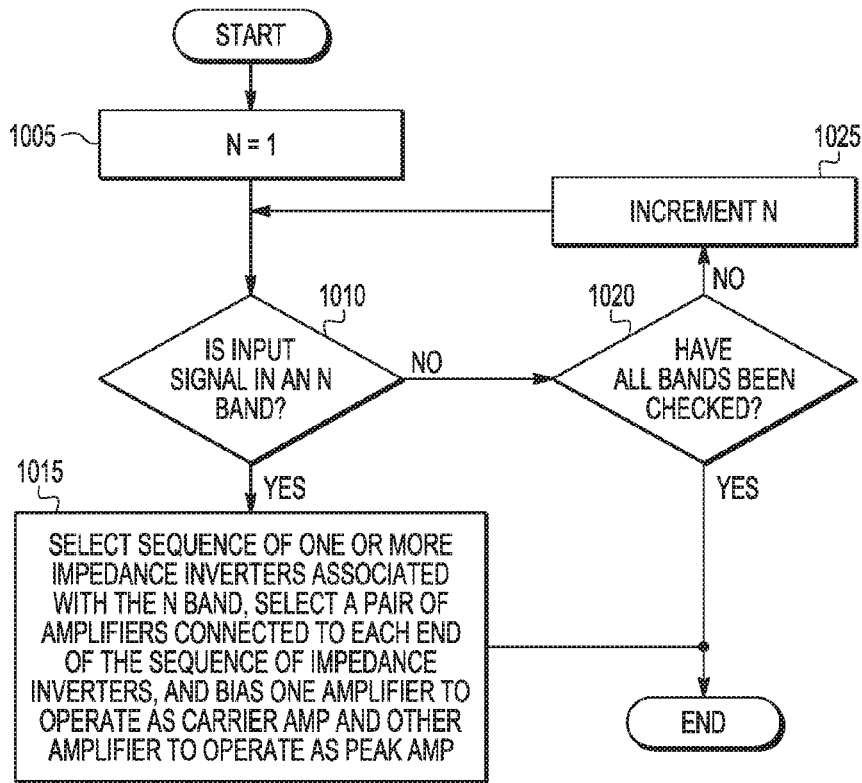 START
1005
N = 1
1025
INCREMENT N
NO
1010
1020
IS INPUT
SIGNAL IN AN N
BAND?
NO
HAVE
ALL BANDS BEEN
CHECKED?
1015
YES
YES
SELECT SEQUENCE OF ONE OR MORE
IMPEDANCE INVERTERS ASSOCIATED
WITH THE N BAND, SELECT A PAIR OF
AMPLIFIERS CONNECTED TO EACH END
OF THE SEQUENCE OF IMPEDANCE
INVERTERS, AND BIAS ONE AMPLIFIER TO
OPERATE AS CARRIER AMP AND OTHER
AMPLIFIER TO OPERATE AS PEAK AMP
END